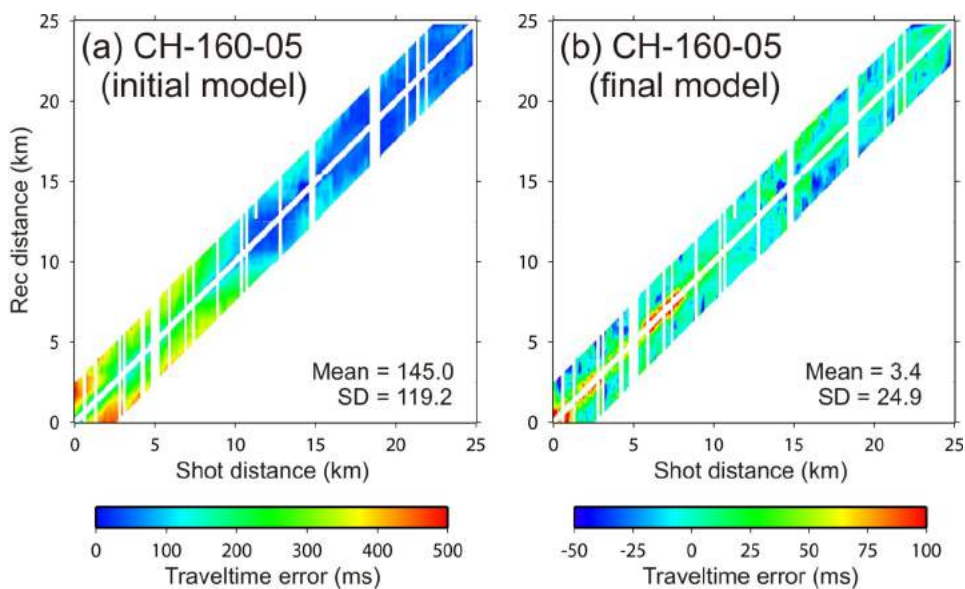 (a) CH-160-05
(initial model)
25
20
15
10
5
0
Rec distance (km)
Mean = 145.0
SD = 119.2
0 5 10 15 20 25
Shot distance (km)
0 100 200 300 400 500
Traveltime error (ms)
(b) CH-160-05
(final model)
25
20
15
10
5
0
Mean = 3.4
SD = 24.9
0 5 10 15 20 25
Shot distance (km)
-50 -25 0 25 50 75 100
Traveltime error (ms)